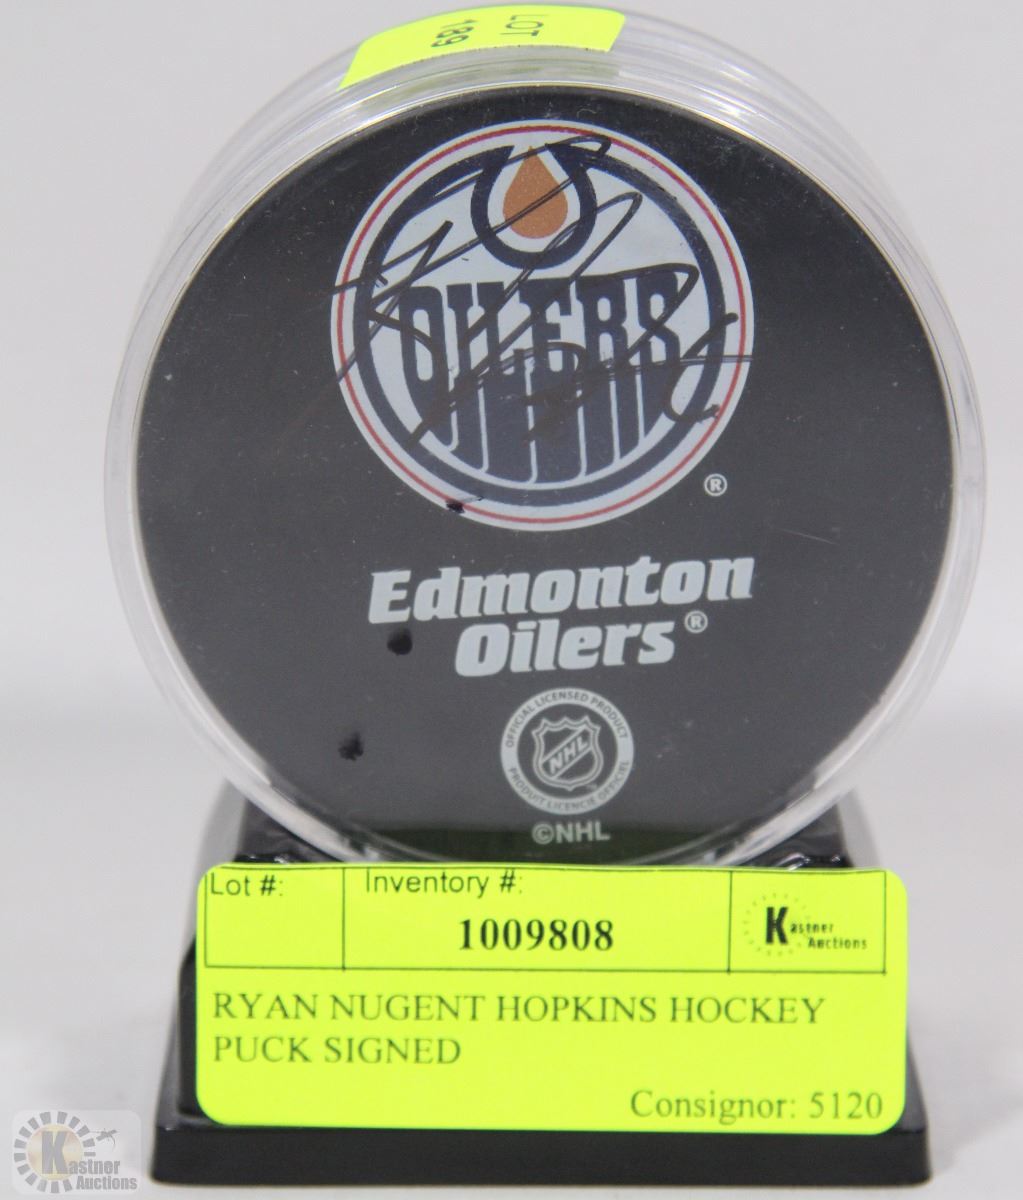 LOT
189
OILERS
®
Edmonton
Oilers®
OFFICIAL LICENSED PRODUCT
NHL
PRODUIT LICENCIÉ OFFICIEL
©NHL
Lot #:
Inventory #:
1009808
Kastner
Auctions
RYAN NUGENT HOPKINS HOCKEY
PUCK SIGNED
Consignor: 5120
Kastner
Auctions